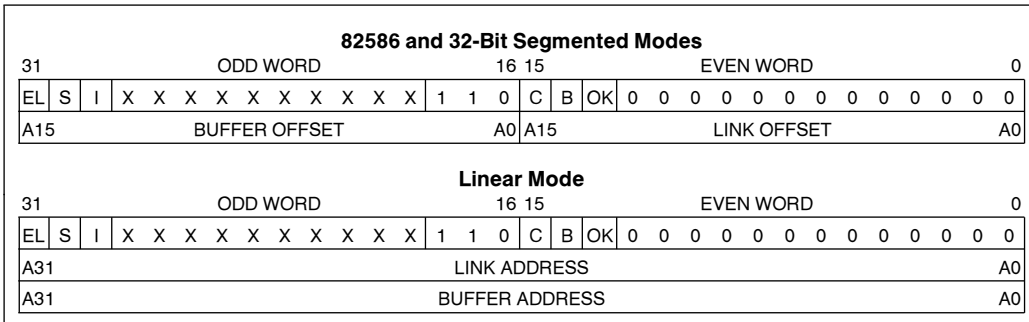 82586 and 32-Bit Segmented Modes
31 ODD WORD 16 15 EVEN WORD 0
EL S I X X X X X X X X X X 1 1 0 C B OK 0 0 0 0 0 0 0 0 0 0 0 0 0
A15 BUFFER OFFSET A0 A15 LINK OFFSET A0
Linear Mode
31 ODD WORD 16 15 EVEN WORD 0
EL S I X X X X X X X X X X 1 1 0 C B OK 0 0 0 0 0 0 0 0 0 0 0 0 0
A31 LINK ADDRESS A0
A31 BUFFER ADDRESS A0